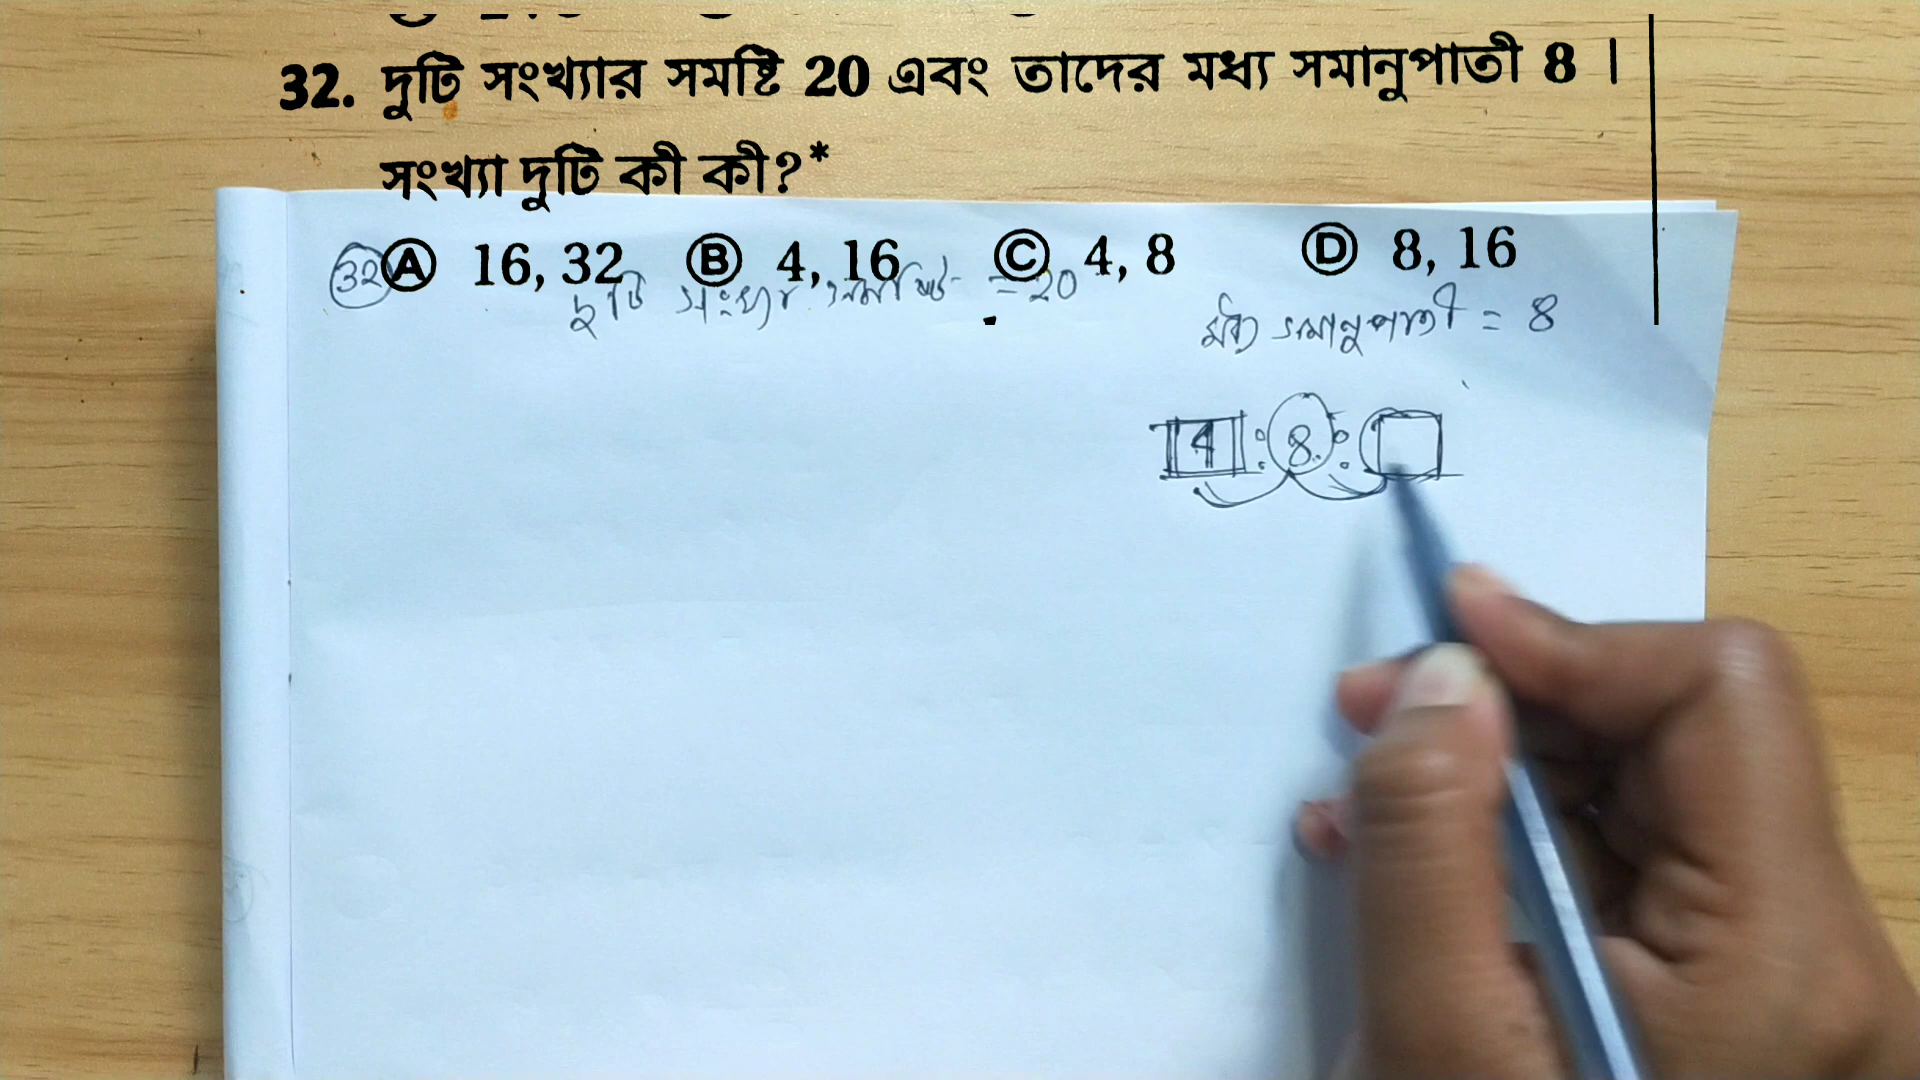 32. দুটি সংখ্যার সমষ্টি 20 এবং তাদের মধ্য সমানুপাতী 8 ।
সংখ্যা দুটি কী কী?*
Ⓐ 16, 32 Ⓑ 4, 16 Ⓒ 4, 8 Ⓓ 8, 16
32 দুটি সংখ্যার সমষ্টি = 20
মধ্য সমানুপাতী = 8
4 : 8 :